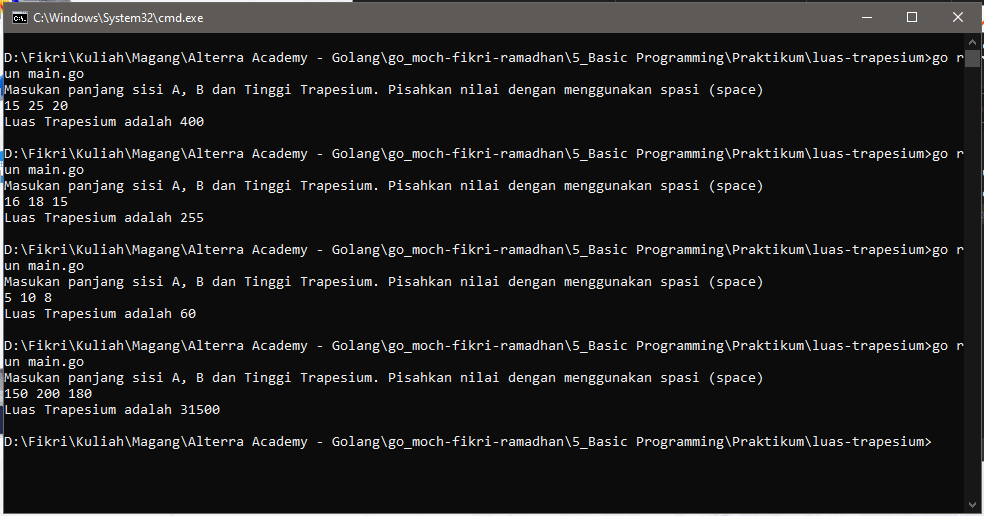 C:\Windows\System32\cmd.exe
D:\Fikri\Kuliah\Magang\Alterra Academy - Golang\go_moch-fikri-ramadhan\5_Basic Programming\Praktikum\luas-trapesium>go r
un main.go
Masukan panjang sisi A, B dan Tinggi Trapesium. Pisahkan nilai dengan menggunakan spasi (space)
15 25 20
Luas Trapesium adalah 400
D:\Fikri\Kuliah\Magang\Alterra Academy - Golang\go_moch-fikri-ramadhan\5_Basic Programming\Praktikum\luas-trapesium>go r
un main.go
Masukan panjang sisi A, B dan Tinggi Trapesium. Pisahkan nilai dengan menggunakan spasi (space)
16 18 15
Luas Trapesium adalah 255
D:\Fikri\Kuliah\Magang\Alterra Academy - Golang\go_moch-fikri-ramadhan\5_Basic Programming\Praktikum\luas-trapesium>go r
un main.go
Masukan panjang sisi A, B dan Tinggi Trapesium. Pisahkan nilai dengan menggunakan spasi (space)
5 10 8
Luas Trapesium adalah 60
D:\Fikri\Kuliah\Magang\Alterra Academy - Golang\go_moch-fikri-ramadhan\5_Basic Programming\Praktikum\luas-trapesium>go r
un main.go
Masukan panjang sisi A, B dan Tinggi Trapesium. Pisahkan nilai dengan menggunakan spasi (space)
150 200 180
Luas Trapesium adalah 31500
D:\Fikri\Kuliah\Magang\Alterra Academy - Golang\go_moch-fikri-ramadhan\5_Basic Programming\Praktikum\luas-trapesium>